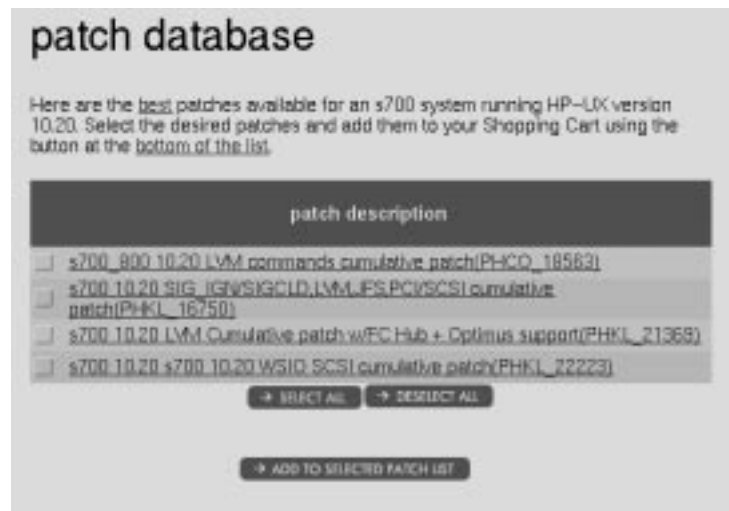 patch database
Here are the best patches available for an s700 system running HP-UX version
10.20. Select the desired patches and add them to your Shopping Cart using the
button at the bottom of the list.
patch description
s700_800 10.20 LVM commands cumulative patch(PHCO_18563)
s700 10.20 SIG_IGN/SIGCLD,LVM,JFS,PCI/SCSI cumulative
patch(PHKL_16750)
s700 10.20 LVM Cumulative patch w/FC Hub + Optimus support(PHKL_21369)
s700 10.20 s700 10.20 WSIO SCSI cumulative patch(PHKL_22223)
→ SELECT ALL → DESELECT ALL
→ ADD TO SELECTED PATCH LIST